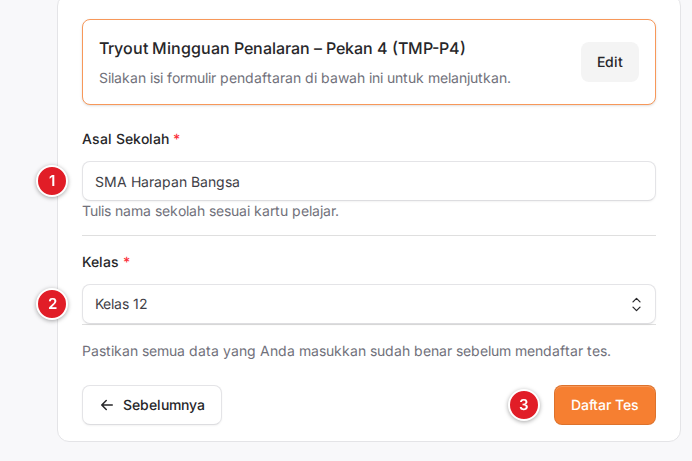 Tryout Mingguan Penalaran – Pekan 4 (TMP-P4)
Silakan isi formulir pendaftaran di bawah ini untuk melanjutkan.
Edit
Asal Sekolah *
1
SMA Harapan Bangsa
Tulis nama sekolah sesuai kartu pelajar.
Kelas *
2
Kelas 12
Pastikan semua data yang Anda masukkan sudah benar sebelum mendaftar tes.
← Sebelumnya
3
Daftar Tes